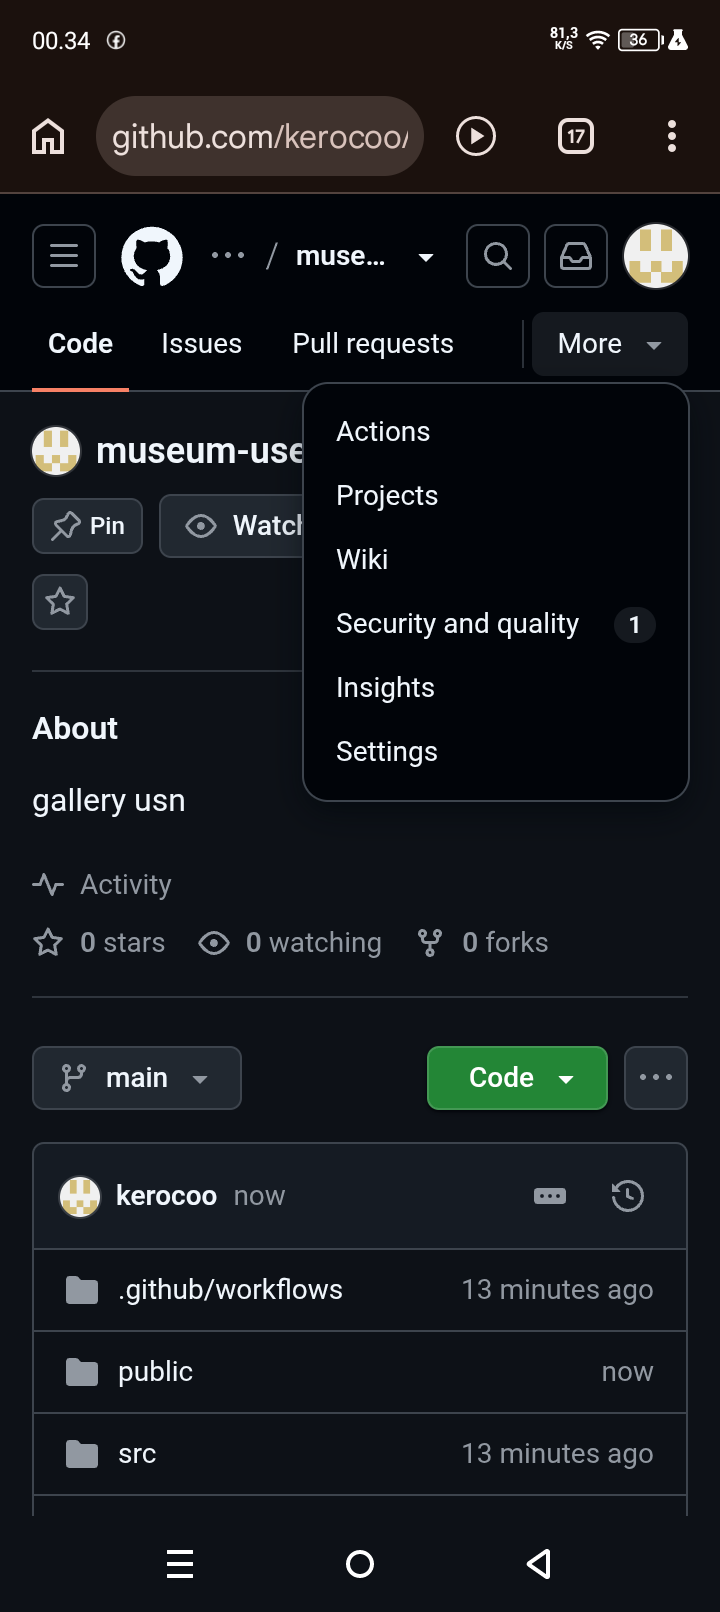 00.34
81,3
K/S
36
github.com/kerocoo/
17
··· / muse...
Code Issues Pull requests More
Actions
Projects
Wiki
Security and quality 1
Insights
Settings
museum-use
Pin Watch
About
gallery usn
Activity
0 stars 0 watching 0 forks
main Code
kerocoo now
.github/workflows 13 minutes ago
public now
src 13 minutes ago